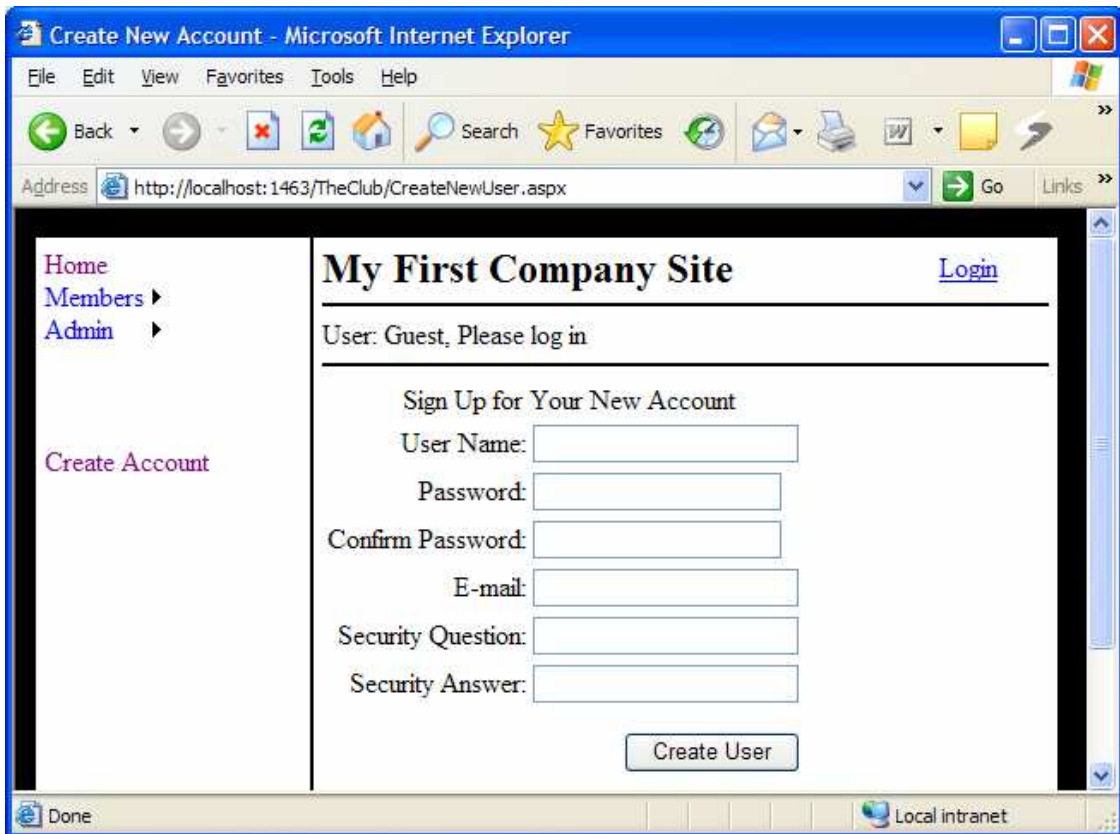 Create New Account - Microsoft Internet Explorer
File Edit View Favorites Tools Help
Back Search Favorites W
Address http://localhost:1463/TheClub/CreateNewUser.aspx Go Links »
Home
Members
Admin
Create Account
My First Company Site Login
User: Guest, Please log in
Sign Up for Your New Account
User Name:
Password:
Confirm Password:
E-mail:
Security Question:
Security Answer:
Create User
Done Local intranet